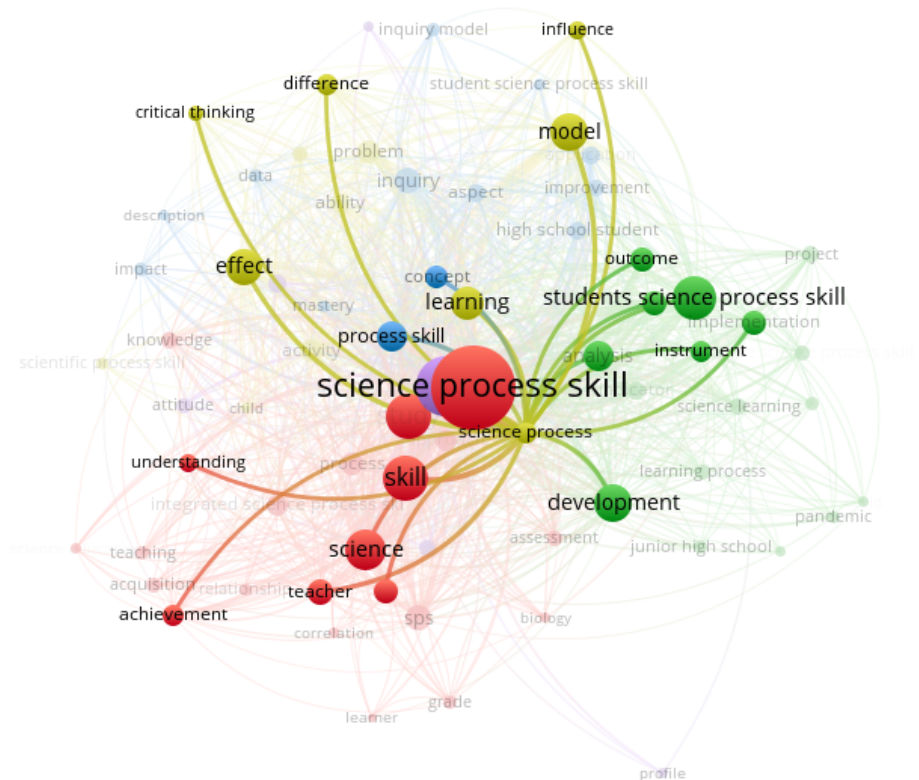 inquiry model
influence
difference
student science process skill
critical thinking
model
problem
application
data
inquiry
aspect
improvement
ability
description
high school student
outcome
project
impact
effect
concept
learning
students science process skill
mastery
implementation
process skill
knowledge
activity
analysis
instrument
scientific process skill
science process skill
attitude
child
science learning
science process
understanding
process
learning process
skill
integrated science process skill
development
pandemic
assessment
science
junior high school
teaching
acquisition
relationship
teacher
achievement
sps
biology
correlation
grade
learner
profile